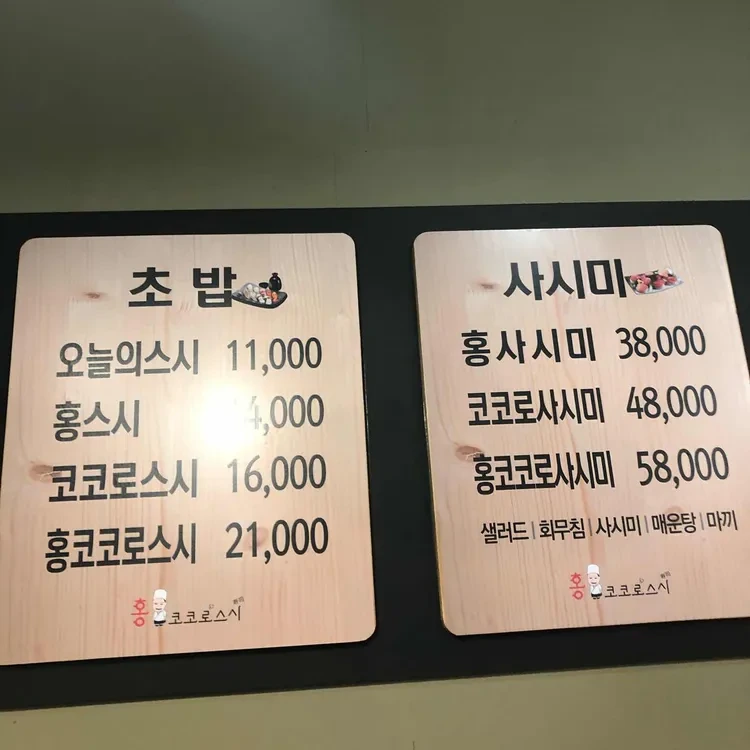 초밥
오늘의스시 11,000
홍스시 4,000
코코로스시 16,000
홍코코로스시 21,000
홍 코코로스시
사시미
홍사시미 38,000
코코로사시미 48,000
홍코코로사시미 58,000
샐러드 | 회무침 | 사시미 | 매운탕 | 마끼
홍 코코로스시